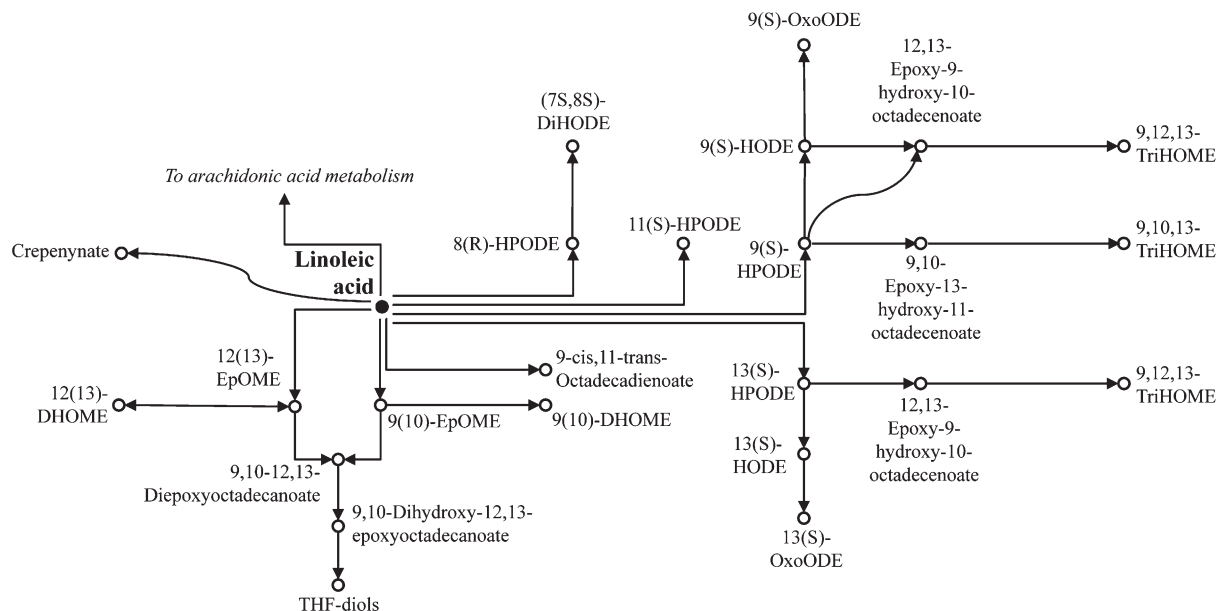 9(S)-OxoODE
12,13-
Epoxy-9-
hydroxy-10-
octadecenoate
(7S,8S)-
DiHODE
9(S)-HODE
9,12,13-
TriHOME
To arachidonic acid metabolism
Crepenynate
8(R)-HPODE
11(S)-HPODE
9(S)-
HPODE
9,10-
Epoxy-13-
hydroxy-11-
octadecenoate
9,10,13-
TriHOME
Linoleic
acid
12(13)-
EpOME
9-cis,11-trans-
Octadecadienoate
13(S)-
HPODE
9,12,13-
TriHOME
12(13)-
DHOME
9(10)-EpOME
9(10)-DHOME
12,13-
Epoxy-9-
hydroxy-10-
octadecenoate
13(S)-
HODE
9,10-12,13-
Diepoxyoctadecanoate
9,10-Dihydroxy-12,13-
epoxyoctadecanoate
13(S)-
OxoODE
THF-diols